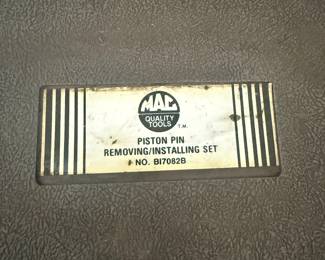 MAC
QUALITY
TOOLS T.M.
PISTON PIN
REMOVING/INSTALLING SET
NO. BI7082B